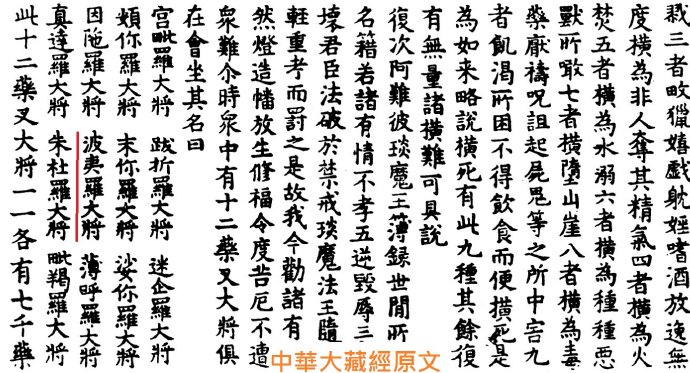 戮三者畋獵嬉戲躭婬嗜酒放逸無
度橫為非人奪其精氣四者橫為火
焚五者橫為水溺六者橫為種種惡
獸所噉七者橫墮山崖八者橫為毒
藥厭禱呪詛起屍鬼等之所中害九
者飢渴所困不得飲食而便橫死是
為如来略說橫死有此九種其餘復
有無量諸橫難可具說
復次阿難彼琰魔王簿錄世閒所
名籍若諸有情不孝五逆毀辱三
壞君臣法破於禁戒琰魔法王隨
軽重考而罰之是故我今勸諸有
然燈造幡放生修福令度苦厄不遭
眾難尒時眾中有十二藥叉大將俱
在會坐其名曰
宮毗羅大將 跋折羅大將 迷企羅大將
頞你羅大將 末你羅大將 娑你羅大將
因陁羅大將 波夷羅大將 薄呼羅大將
真達羅大將 朱杜羅大將 毗羯羅大將
此十二藥叉大將一一各有七千藥
中華大藏經原文